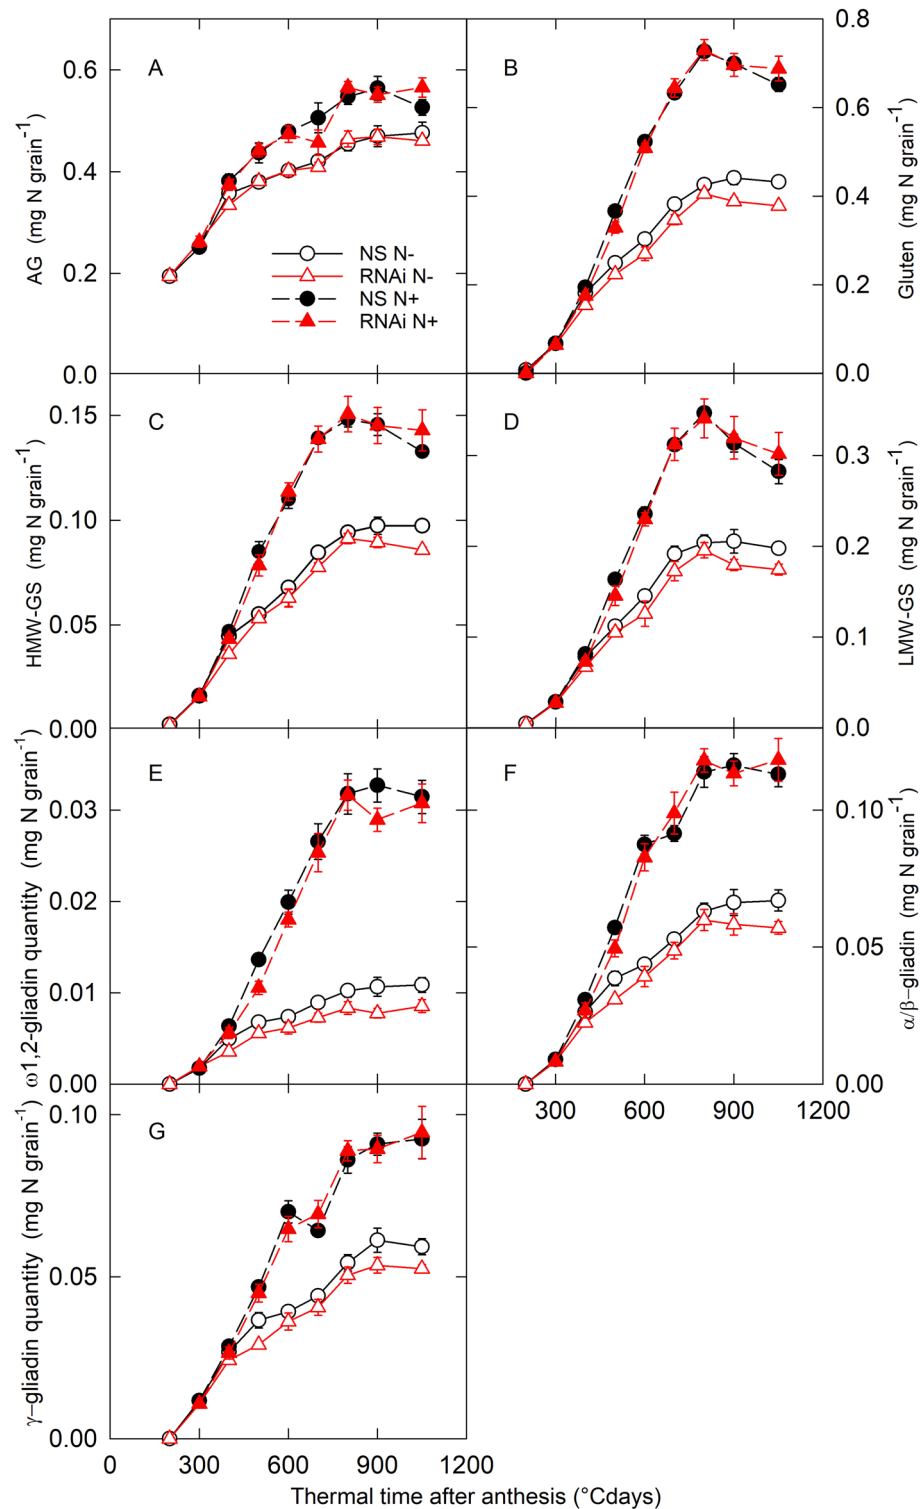 A
B
0.8
0.6
0.6
0.4
0.4
0.2
0.2
0.0
0.0
AG (mg N grain⁻¹)
Gluten (mg N grain⁻¹)
NS N-
RNAi N-
NS N+
RNAi N+
C
D
0.15
0.10
0.05
0.00
0.3
0.2
0.1
0.0
HMW-GS (mg N grain⁻¹)
LMW-GS (mg N grain⁻¹)
E
F
0.03
0.02
0.01
0.00
0.10
0.05
0.00
ω1,2-gliadin quantity (mg N grain⁻¹)
α/β−gliadin (mg N grain⁻¹)
300 600 900 1200
G
0.10
0.05
0.00
γ−gliadin quantity (mg N grain⁻¹)
0 300 600 900 1200
Thermal time after anthesis (°Cdays)